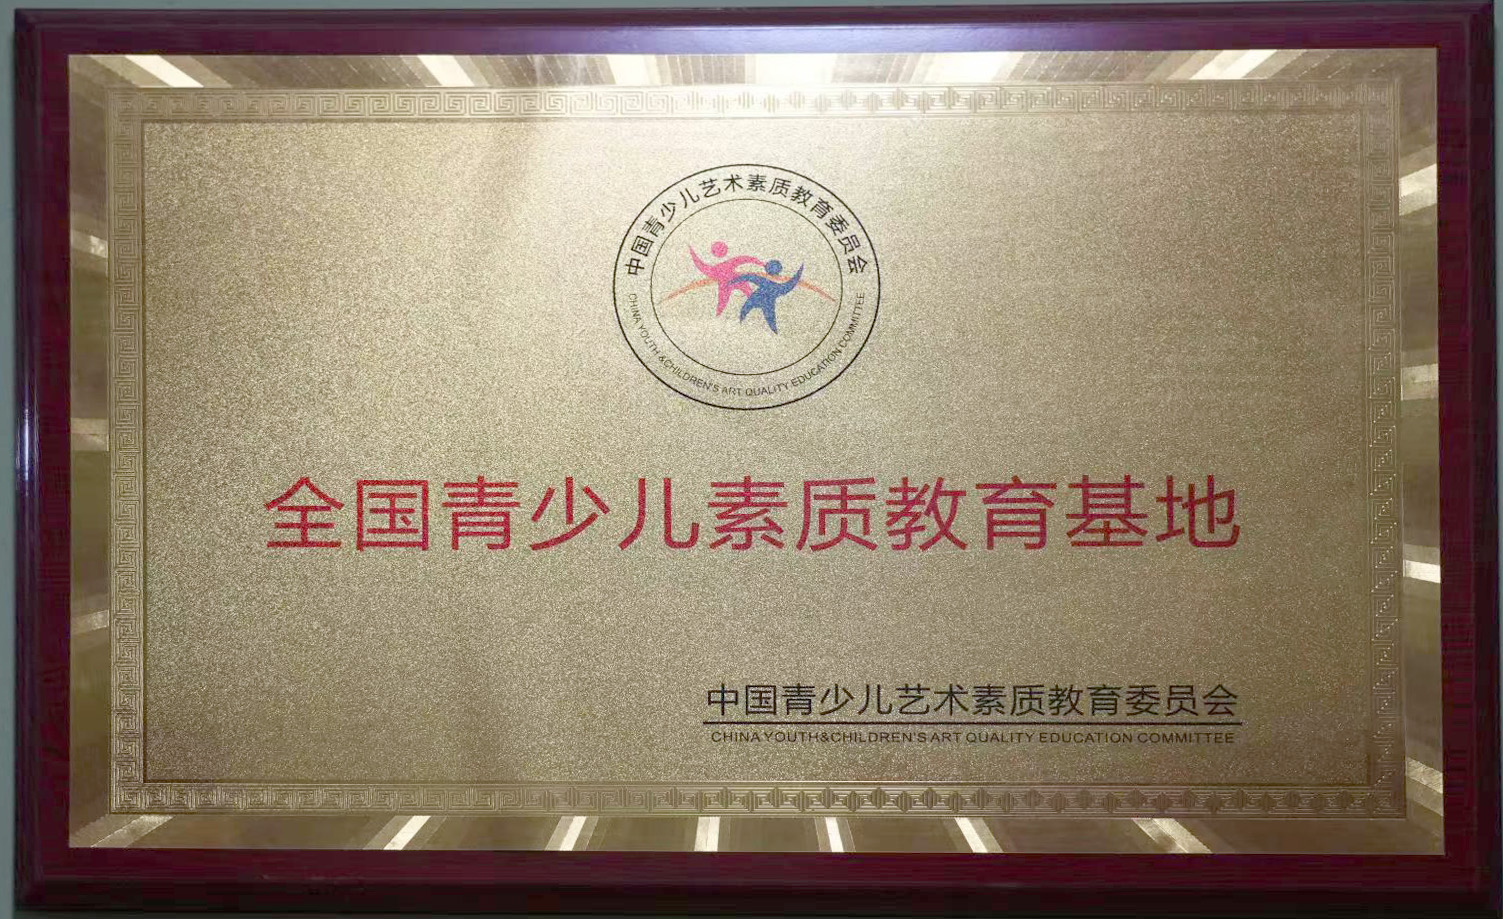 中国青少儿艺术素质教育委员会
CHINA YOUTH &CHILDREN'S ART QUALITY EDUCATION COMMITTEE
全国青少儿素质教育基地
中国青少儿艺术素质教育委员会
CHINA YOUTH&CHILDREN'S ART QUALITY EDUCATION COMMITTEE